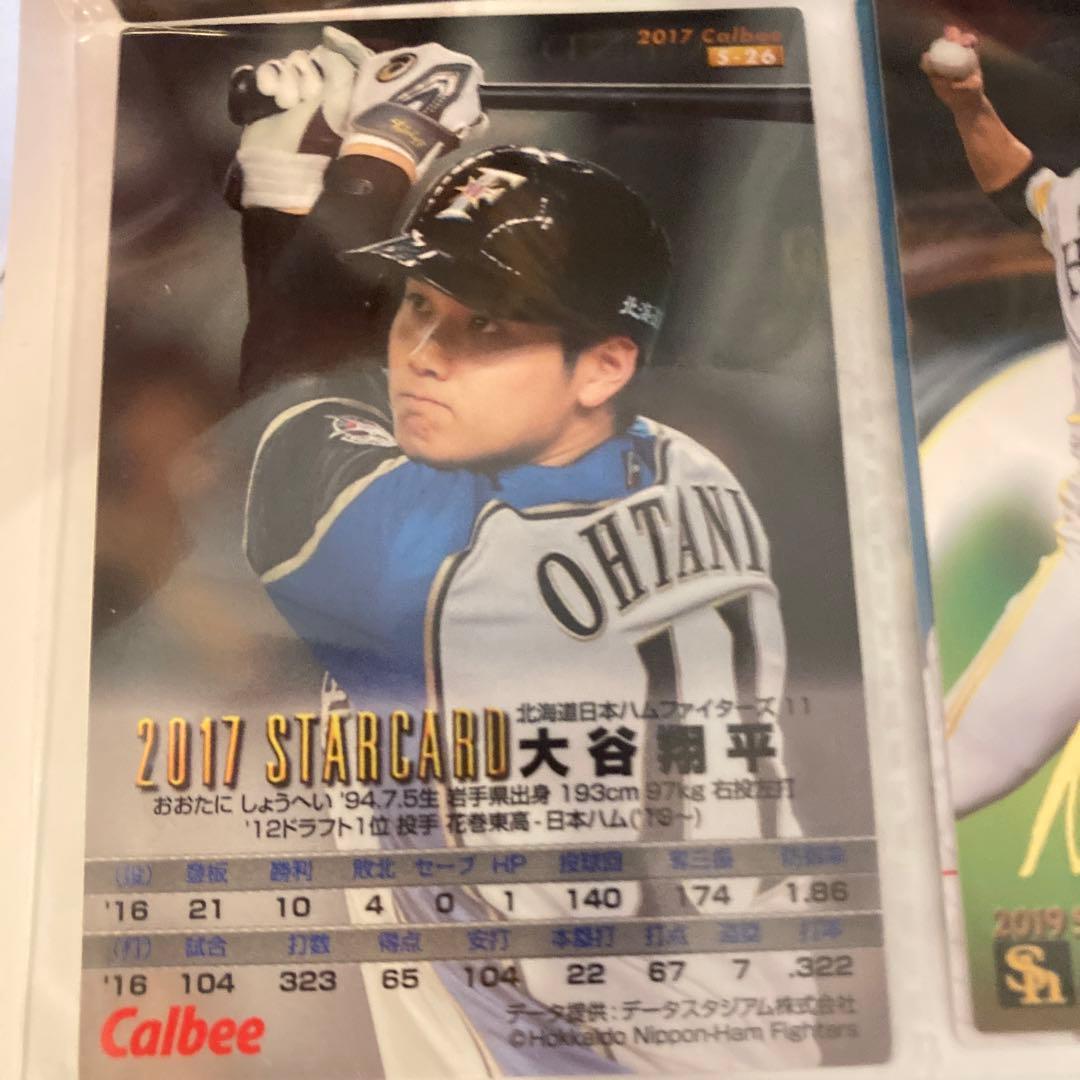 2017 Calbee
S-26
北海
OHTANI
11
北海道日本ハムファイターズ 11
2017 STARCARD 大谷翔平
おおたに しょうへい '94.7.5生 岩手県出身 193cm 97kg 右投左打
'12ドラフト1位 投手 花巻東高-日本ハム('13~)
(投) 登板 勝利 敗北 セーブ HP 投球回 奪三振 防御率
'16 21 10 4 0 1 140 174 1.86
(打) 試合 打数 得点 安打 本塁打 打点 盗塁 打率
'16 104 323 65 104 22 67 7 .322
Calbee
データ提供:データスタジアム株式会社
©Hokkaido Nippon-Ham Fighters
H
2019 S
SH